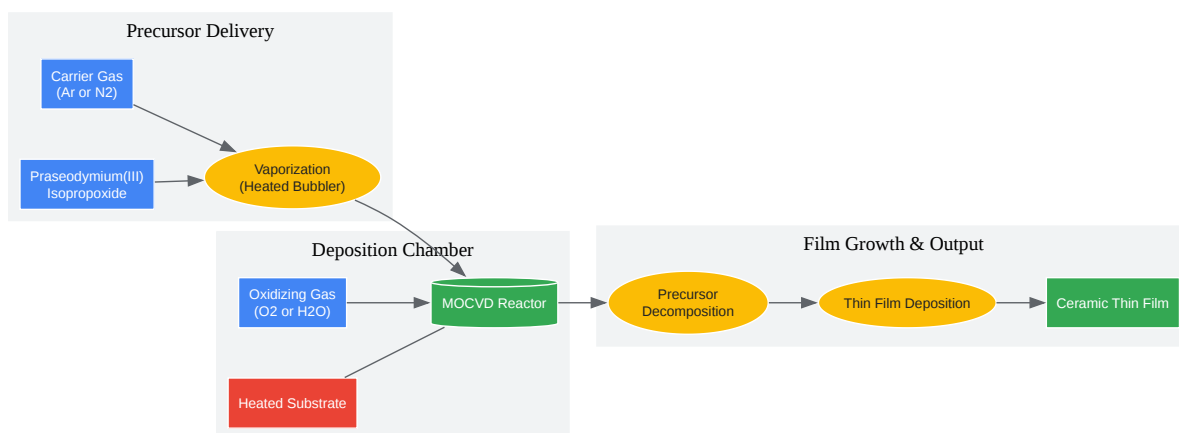 Precursor Delivery
Carrier Gas
(Ar or N2)
Praseodymium(III)
Isopropoxide
Vaporization
(Heated Bubbler)
Deposition Chamber
Oxidizing Gas
(O2 or H2O)
MOCVD Reactor
Heated Substrate
Film Growth & Output
Precursor
Decomposition
Thin Film Deposition
Ceramic Thin Film